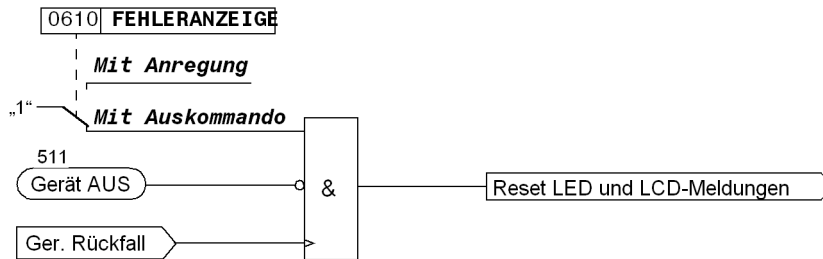 0610 FEHLERANZEIGE
Mit Anregung
„1“
Mit Auskommando
511
Gerät AUS
&
Reset LED und LCD-Meldungen
Ger. Rückfall